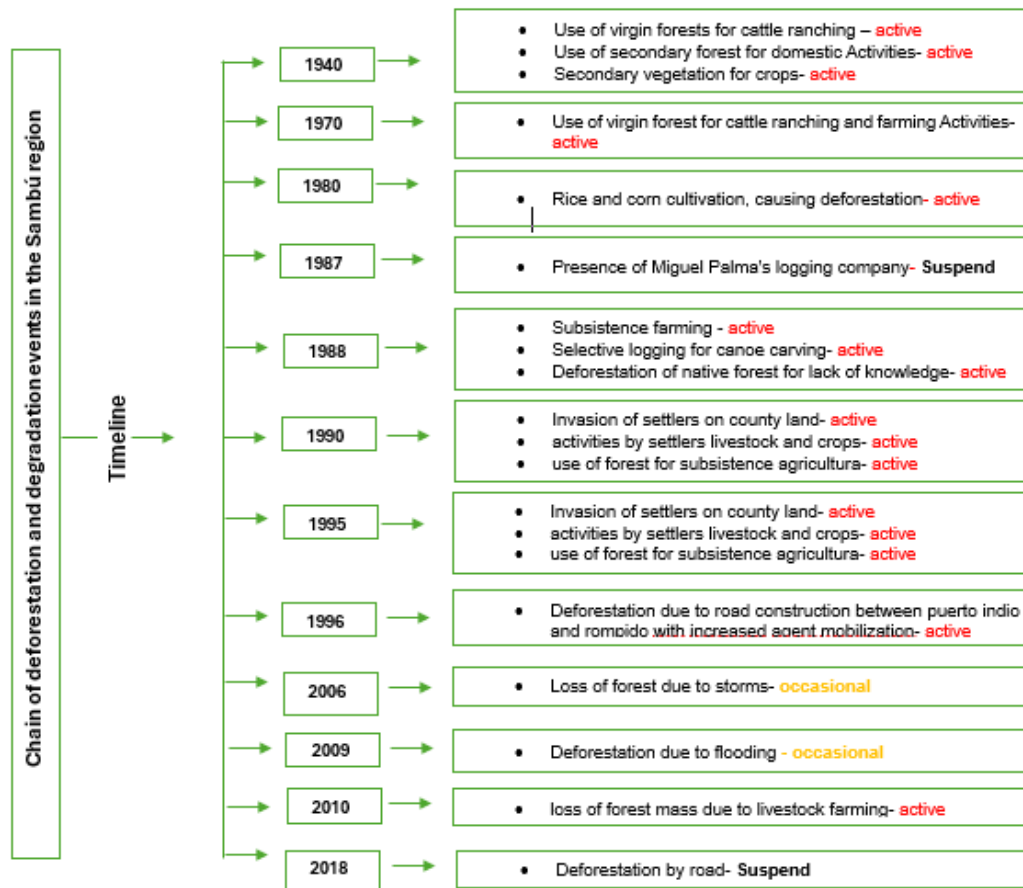 Chain of deforestation and degradation events in the Sambú region
Timeline
1940
• Use of virgin forests for cattle ranching – active
• Use of secondary forest for domestic Activities- active
• Secondary vegetation for crops- active
1970
• Use of virgin forest for cattle ranching and farming Activities-
active
1980
• Rice and corn cultivation, causing deforestation- active
1987
• Presence of Miguel Palma's logging company- Suspend
1988
• Subsistence farming - active
• Selective logging for canoe carving- active
• Deforestation of native forest for lack of knowledge- active
1990
• Invasion of settlers on county land- active
• activities by settlers livestock and crops- active
• use of forest for subsistence agricultura- active
1995
• Invasion of settlers on county land- active
• activities by settlers livestock and crops- active
• use of forest for subsistence agricultura- active
1996
• Deforestation due to road construction between puerto indio
and rompido with increased agent mobilization- active
2006
• Loss of forest due to storms- occasional
2009
• Deforestation due to flooding - occasional
2010
• loss of forest mass due to livestock farming- active
2018
• Deforestation by road- Suspend